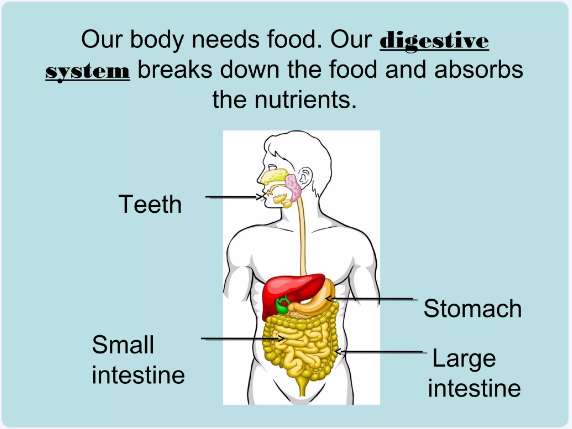 Our body needs food. Our digestive
system breaks down the food and absorbs
the nutrients.
Teeth
Stomach
Small
intestine
Large
intestine